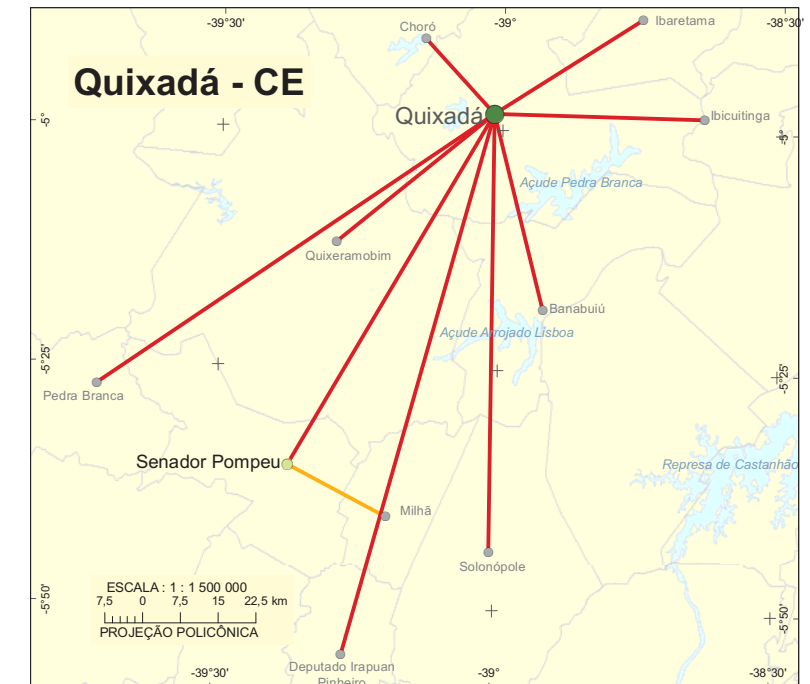 -39°30'
-39°
-38°30'
Choró
Ibaretama
Quixadá - CE
Quixadá
Ibicuitinga
-5°
-5°
Açude Pedra Branca
Quixeramobim
Banabuiú
Açude Arrojado Lisboa
-5°25'
-5°25'
Pedra Branca
Senador Pompeu
Represa de Castanhão
Milhã
Solonópole
ESCALA : 1 : 1 500 000
7,5 0 7,5 15 22,5 km
PROJEÇÃO POLICÔNICA
-5°50'
-5°50'
Deputado Irapuan
Pinheiro
-39°30'
-39°
-38°30'